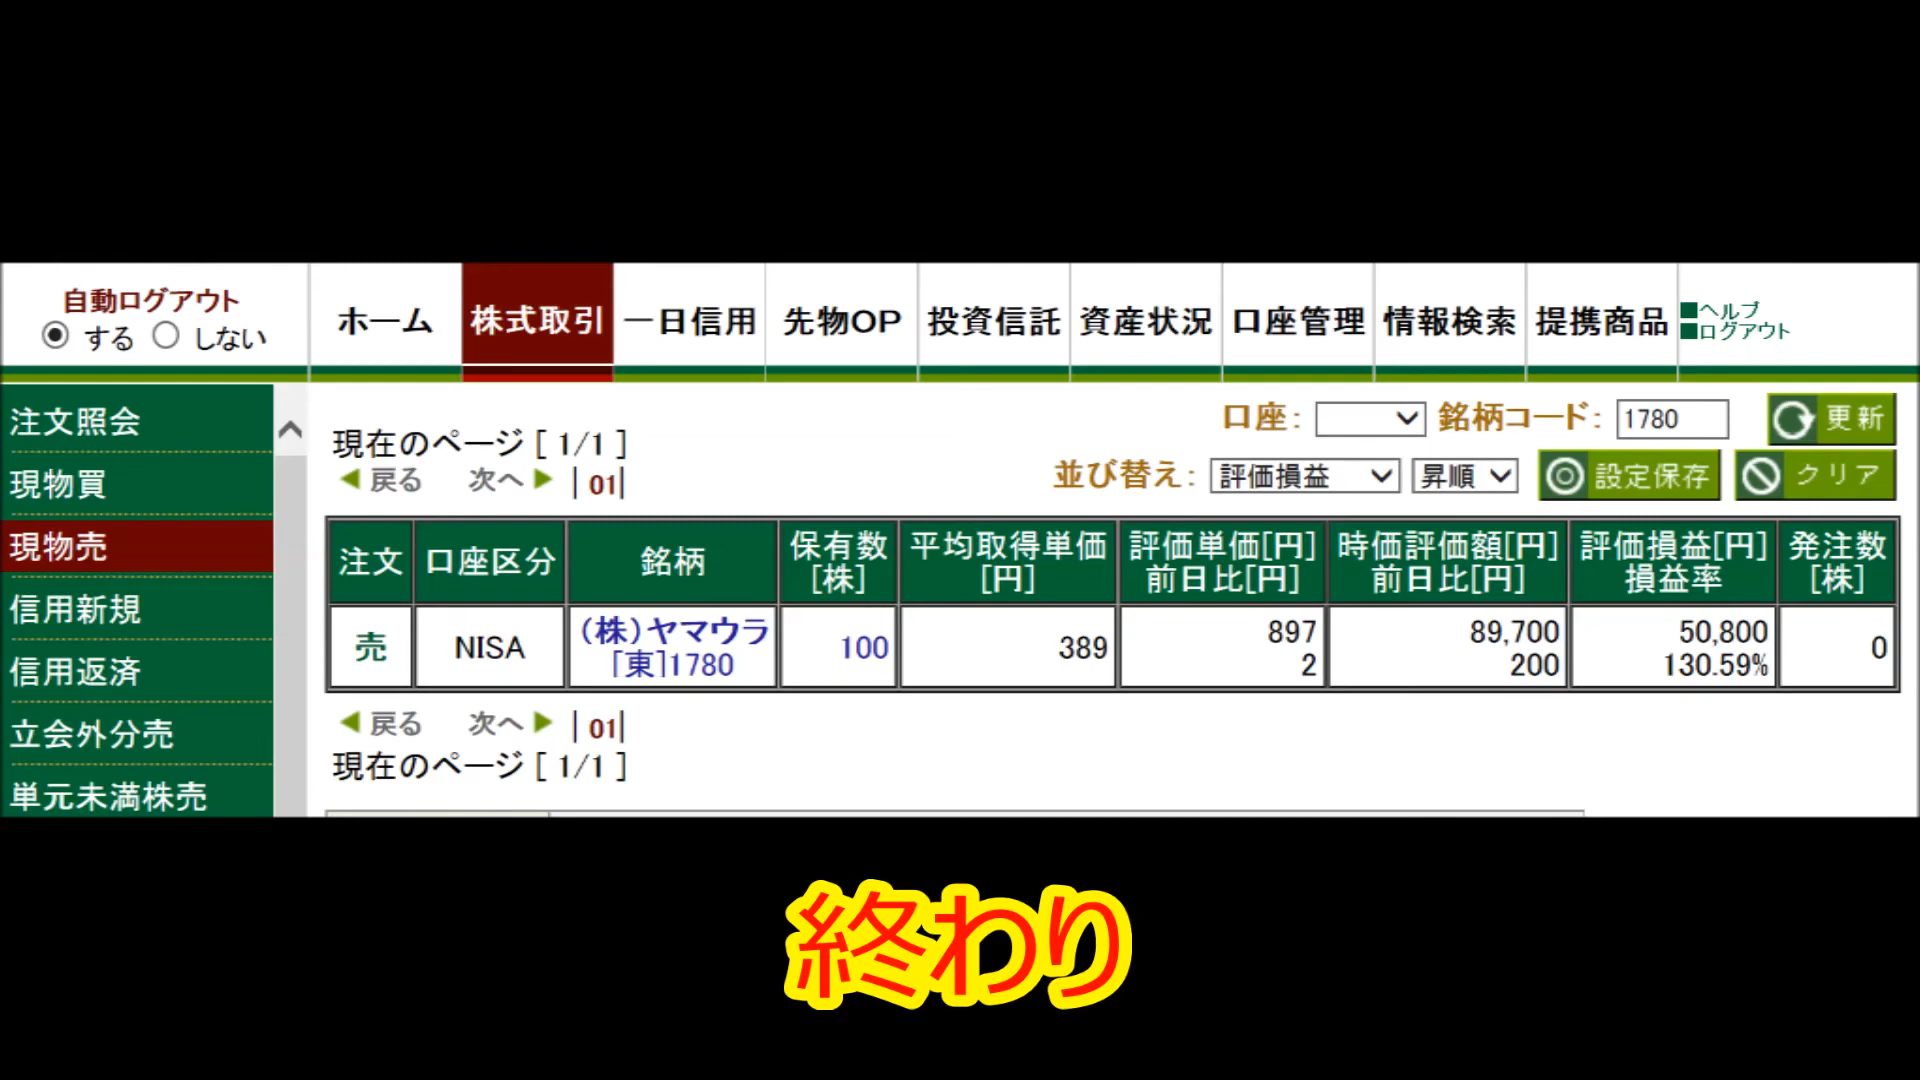 自動ログアウト
する しない
ホーム 株式取引 一日信用 先物OP 投資信託 資産状況 口座管理 情報検索 提携商品
ヘルプ
ログアウト
注文照会
現物買
現物売
信用新規
信用返済
立会外分売
単元未満株売
現在のページ [ 1/1 ]
戻る 次へ |01|
口座: 銘柄コード: 1780 更新
並び替え: 評価損益 昇順 設定保存 クリア
注文 口座区分 銘柄 保有数[株] 平均取得単価[円] 評価単価[円]前日比[円] 時価評価額[円]前日比[円] 評価損益[円]損益率 発注数[株]
売 NISA (株)ヤマウラ 100 389 897 89,700 50,800 0
[東]1780 2 200 130.59%
戻る 次へ |01|
現在のページ [ 1/1 ]
終わり